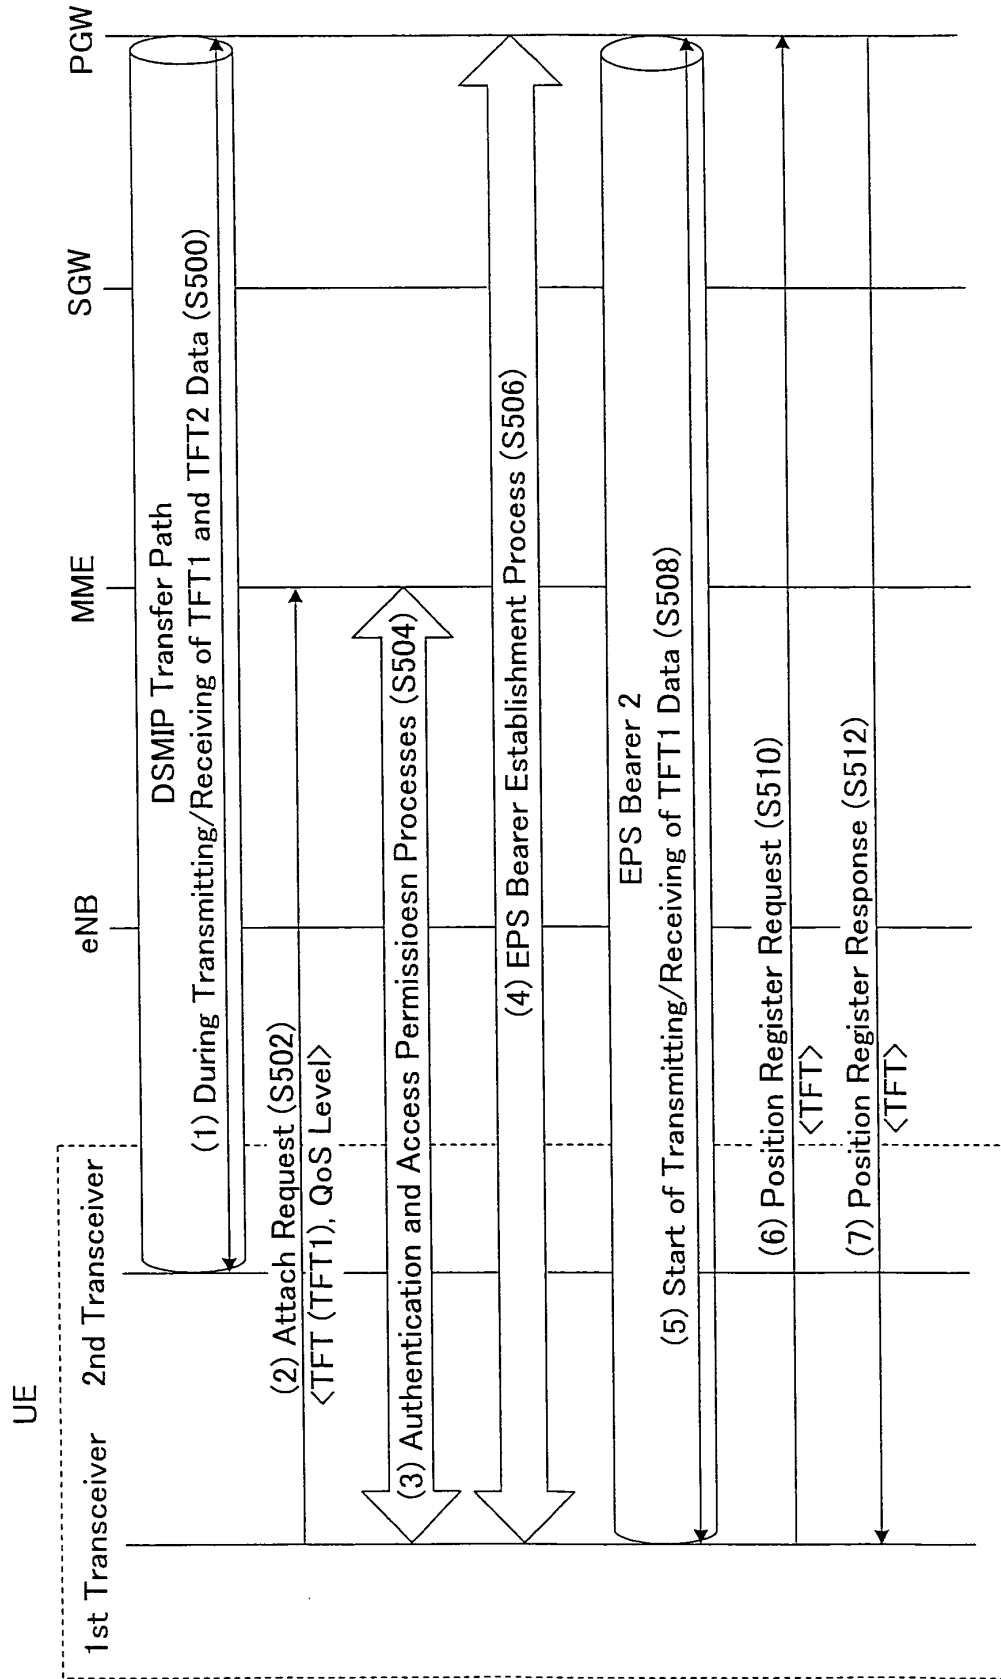 UE
1st Transceiver
2nd Transceiver
eNB
MME
SGW
PGW
DSMIP Transfer Path
(1) During Transmitting/Receiving of TFT1 and TFT2 Data (S500)
(2) Attach Request (S502)
<TFT (TFT1), QoS Level>
(3) Authentication and Access Permissioesn Processes (S504)
(4) EPS Bearer Establishment Process (S506)
EPS Bearer 2
(5) Start of Transmitting/Receiving of TFT1 Data (S508)
(6) Position Register Request (S510)
<TFT>
(7) Position Register Response (S512)
<TFT>